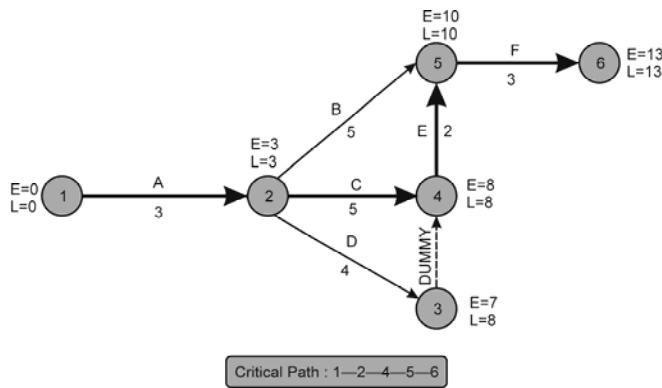 E=10
L=10
5
F
3
6
E=13
L=13
B
5
E
2
E=3
L=3
E=0
L=0
1
A
3
2
C
5
4
E=8
L=8
D
4
DUMMY
3
E=7
L=8
Critical Path : 1—2—4—5—6